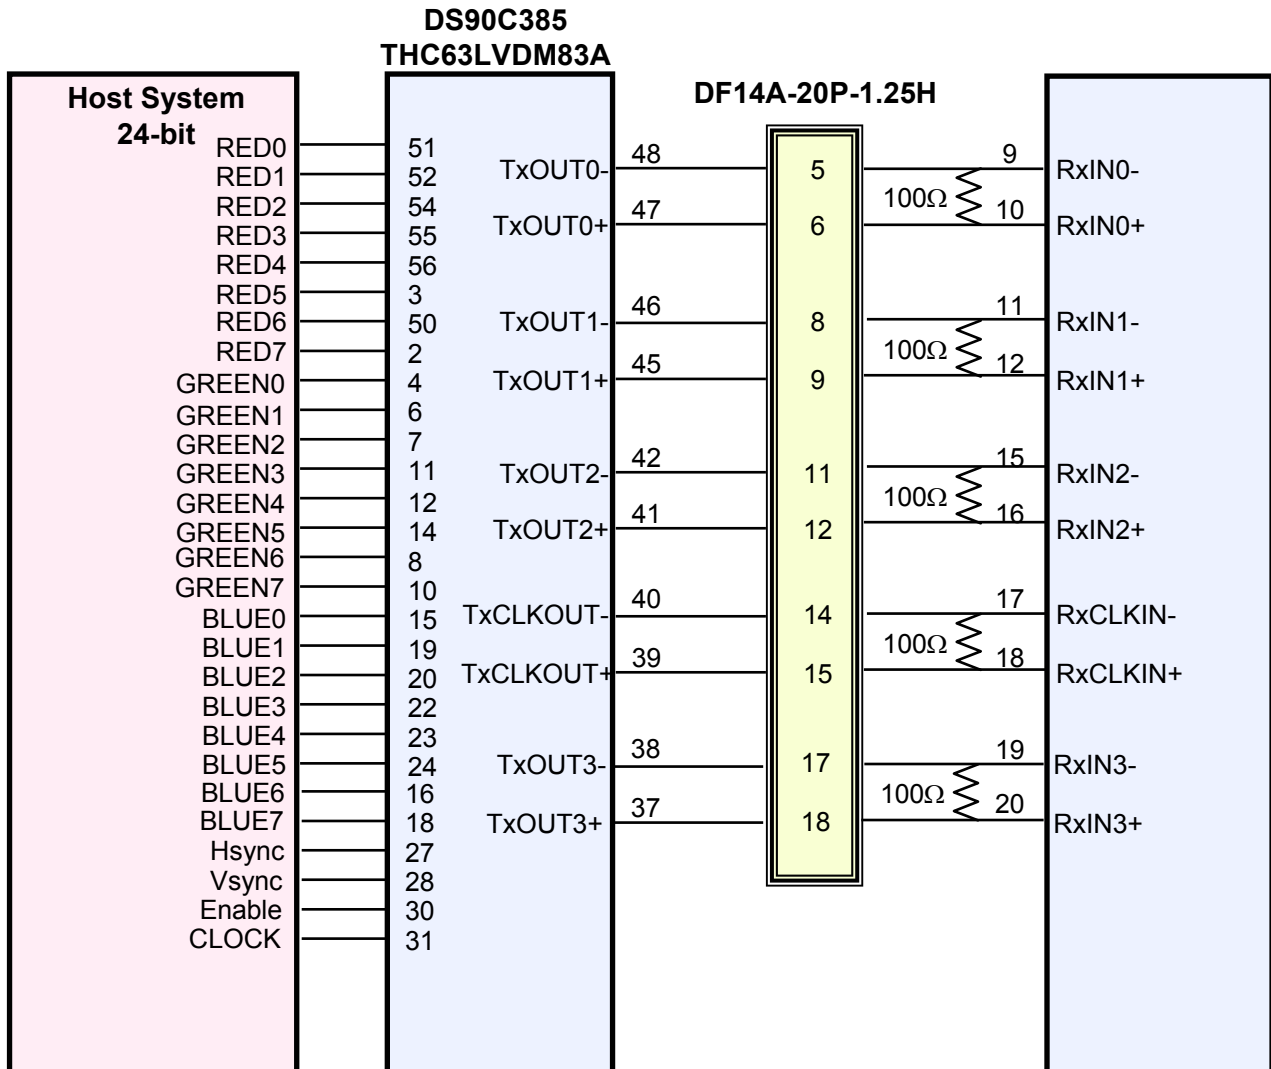 DS90C385
THC63LVDM83A
DF14A-20P-1.25H
Host System
24-bit
RED0 51
RED1 52
RED2 54
RED3 55
RED4 56
RED5 3
RED6 50
RED7 2
GREEN0 4
GREEN1 6
GREEN2 7
GREEN3 11
GREEN4 12
GREEN5 14
GREEN6 8
GREEN7 10
BLUE0 15
BLUE1 19
BLUE2 20
BLUE3 22
BLUE4 23
BLUE5 24
BLUE6 16
BLUE7 18
Hsync 27
Vsync 28
Enable 30
CLOCK 31
TxOUT0- 48 5 9 RxIN0-
100Ω
TxOUT0+ 47 6 10 RxIN0+
TxOUT1- 46 8 11 RxIN1-
100Ω
TxOUT1+ 45 9 12 RxIN1+
TxOUT2- 42 11 15 RxIN2-
100Ω
TxOUT2+ 41 12 16 RxIN2+
TxCLKOUT- 40 14 17 RxCLKIN-
100Ω
TxCLKOUT+ 39 15 18 RxCLKIN+
TxOUT3- 38 17 19 RxIN3-
100Ω
TxOUT3+ 37 18 20 RxIN3+